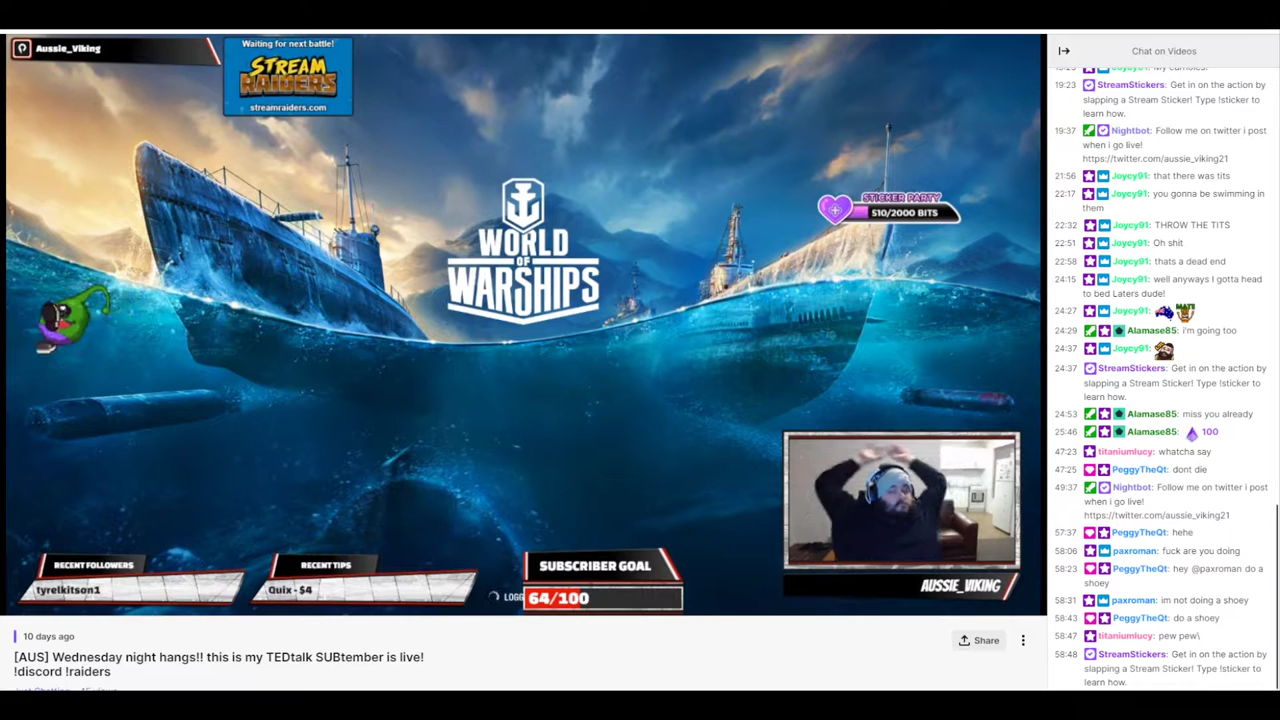 Aussie_Viking
Waiting for next battle!
STREAM
RAIDERS
streamraiders.com
STICKER PARTY
510/2000 BITS
WORLD
OF
WARSHIPS
RECENT FOLLOWERS
tyrelkitson1
RECENT TIPS
Quix - $4
LOGG
SUBSCRIBER GOAL
64/100
AUSSIE_VIKING
10 days ago
Share
[AUS] Wednesday night hangs!! this is my TEDtalk SUBtember is live!
!discord !raiders
Chat on Videos
Joycy91:
19:23 StreamStickers: Get in on the action by
slapping a Stream Sticker! Type !sticker to
learn how.
19:37 Nightbot: Follow me on twitter i post
when i go live!
https://twitter.com/aussie_viking21
21:56 Joycy91: that there was tits
22:17 Joycy91: you gonna be swimming in
them
22:32 Joycy91: THROW THE TITS
22:51 Joycy91: Oh shit
22:58 Joycy91: thats a dead end
24:15 Joycy91: well anyways I gotta head
to bed Laters dude!
24:27 Joycy91: MATE
24:29 Alamase85: i'm going too
24:37 Joycy91:
24:37 StreamStickers: Get in on the action by
slapping a Stream Sticker! Type !sticker to
learn how.
24:53 Alamase85: miss you already
25:46 Alamase85: 100
47:23 titaniumlucy: whatcha say
47:25 PeggyTheQt: dont die
49:37 Nightbot: Follow me on twitter i post
when i go live!
https://twitter.com/aussie_viking21
57:37 PeggyTheQt: hehe
58:06 paxroman: fuck are you doing
58:23 PeggyTheQt: hey @paxroman do a
shoey
58:31 paxroman: im not doing a shoey
58:43 PeggyTheQt: do a shoey
58:47 titaniumlucy: pew pew\
58:48 StreamStickers: Get in on the action by
slapping a Stream Sticker! Type !sticker to
learn how.